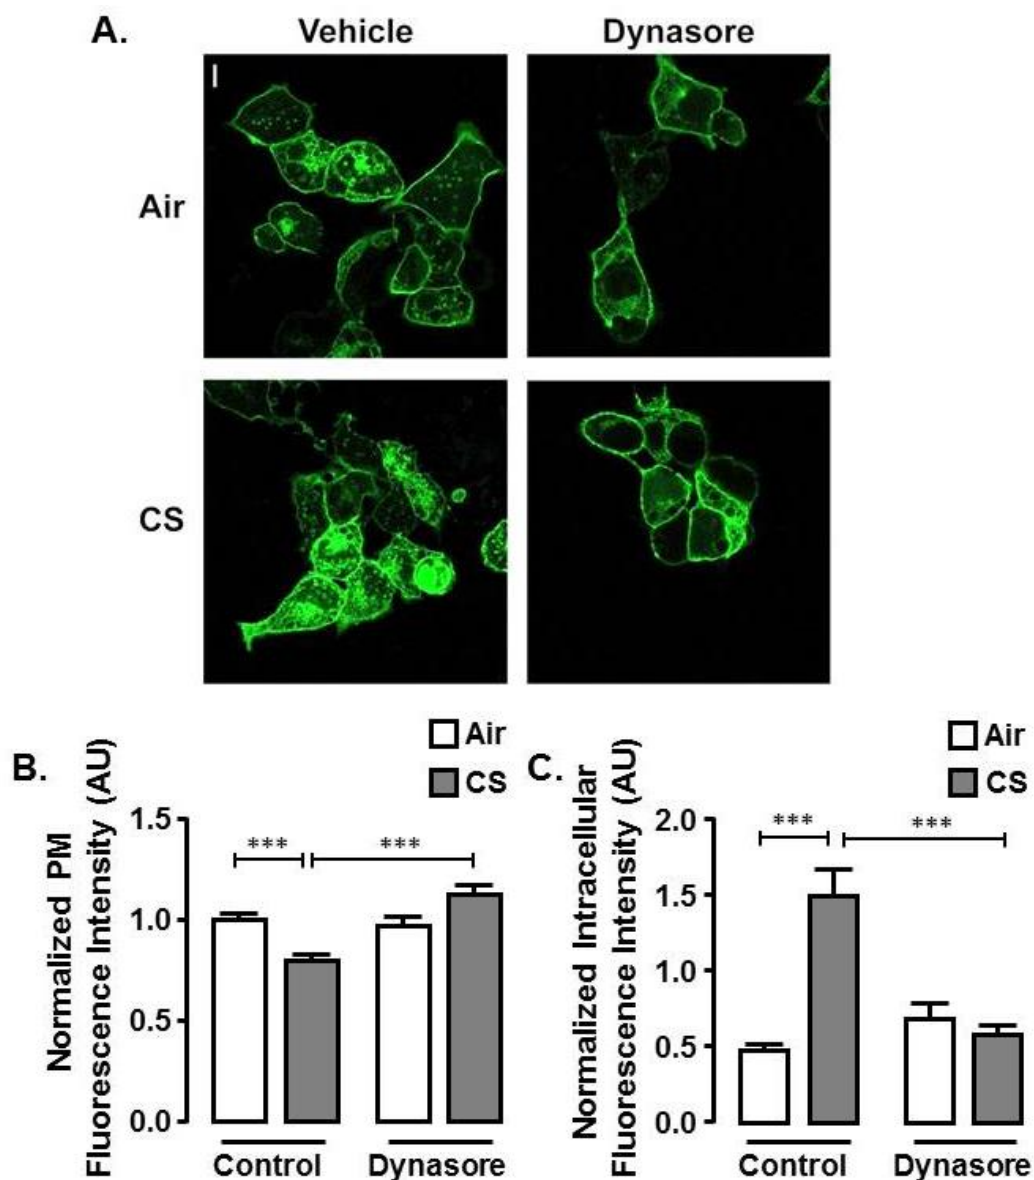 A.
Vehicle
Dynasore
Air
CS
B.
Normalized PM
Fluorescence Intensity (AU)
Air
CS
1.5
1.0
0.5
0.0
***
***
Control
Dynasore
C.
Normalized Intracellular
Fluorescence Intensity (AU)
Air
CS
2.0
1.5
1.0
0.5
0.0
***
***
Control
Dynasore